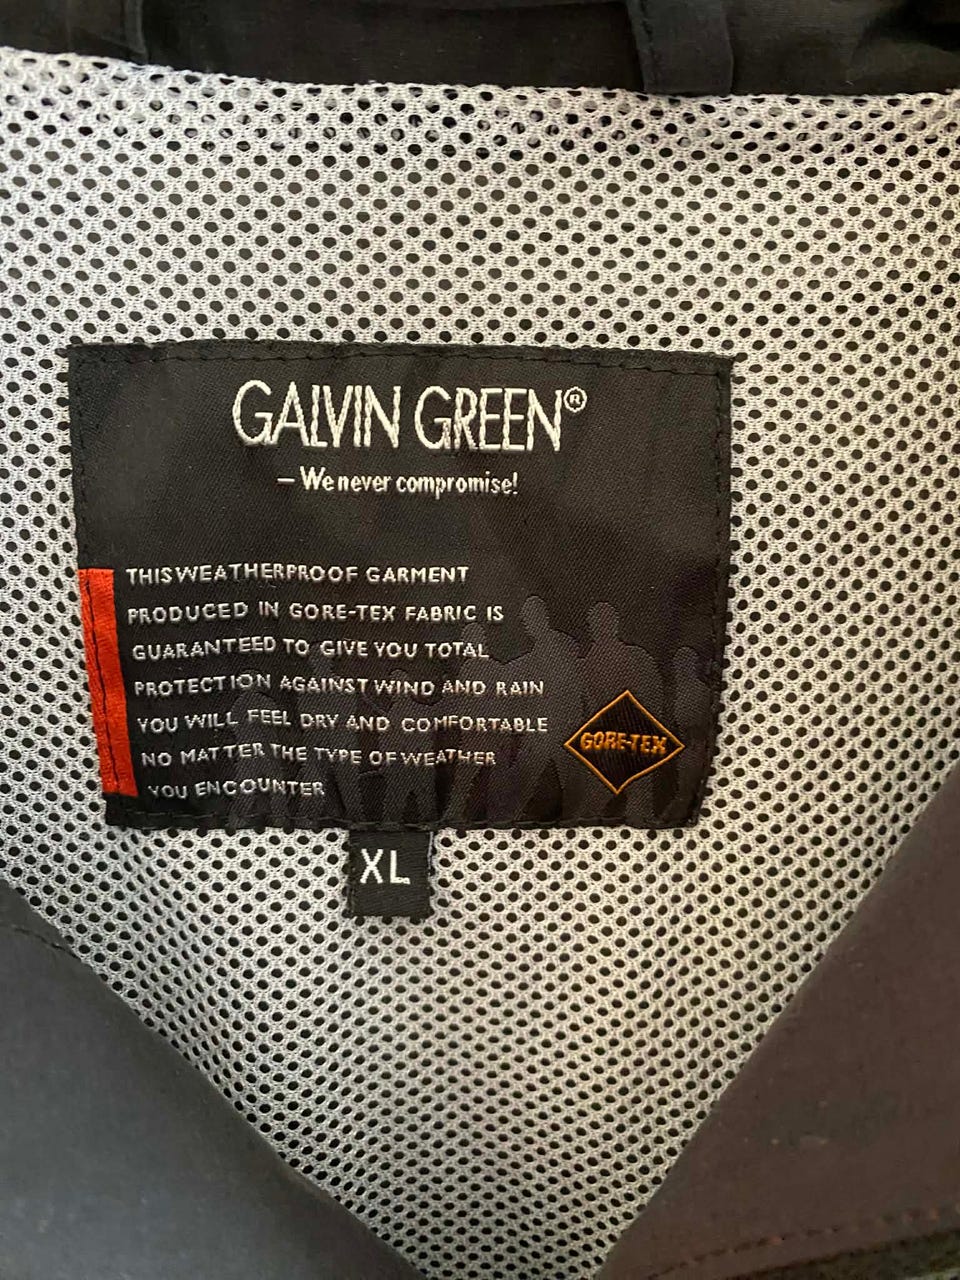 GALVIN GREEN®
– We never compromise!
THIS WEATHERPROOF GARMENT
PRODUCED IN GORE-TEX FABRIC IS
GUARANTEED TO GIVE YOU TOTAL
PROTECTION AGAINST WIND AND RAIN
YOU WILL FEEL DRY AND COMFORTABLE
NO MATTER THE TYPE OF WEATHER
YOU ENCOUNTER
GORE-TEX
XL